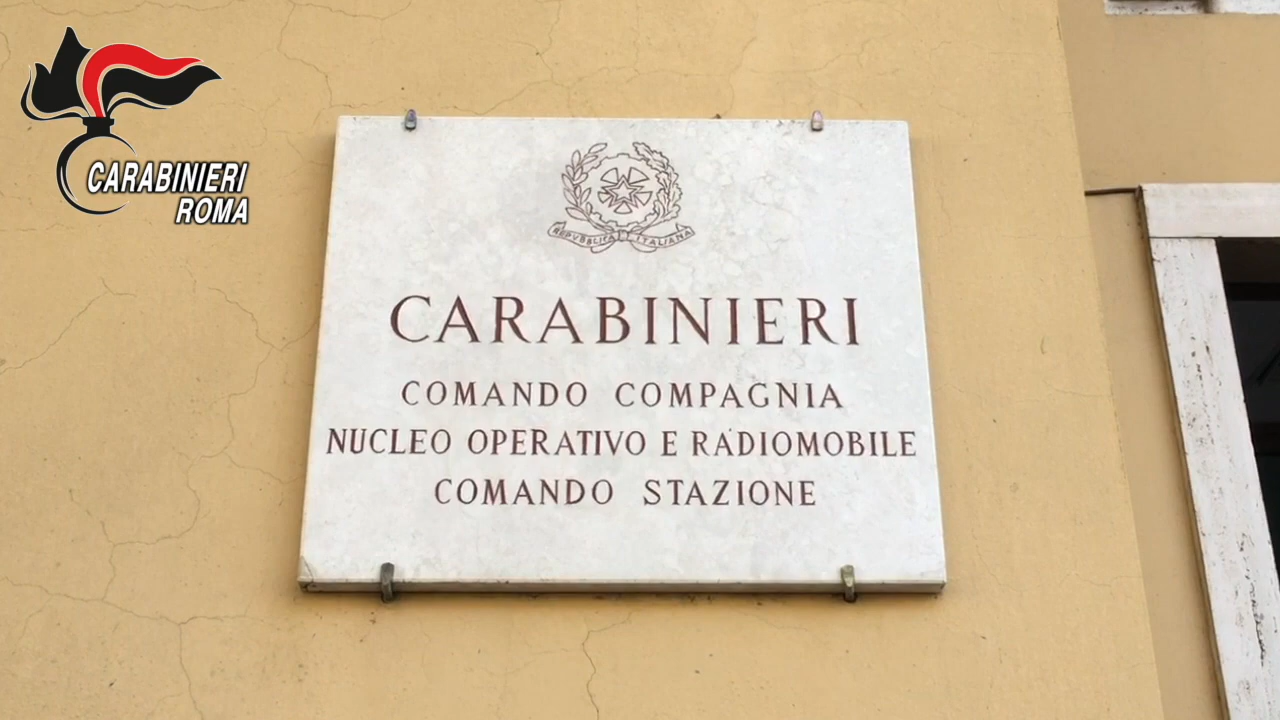 CARABINIERI
ROMA
REPVBBLICA ITALIANA
CARABINIERI
COMANDO COMPAGNIA
NUCLEO OPERATIVO E RADIOMOBILE
COMANDO STAZIONE